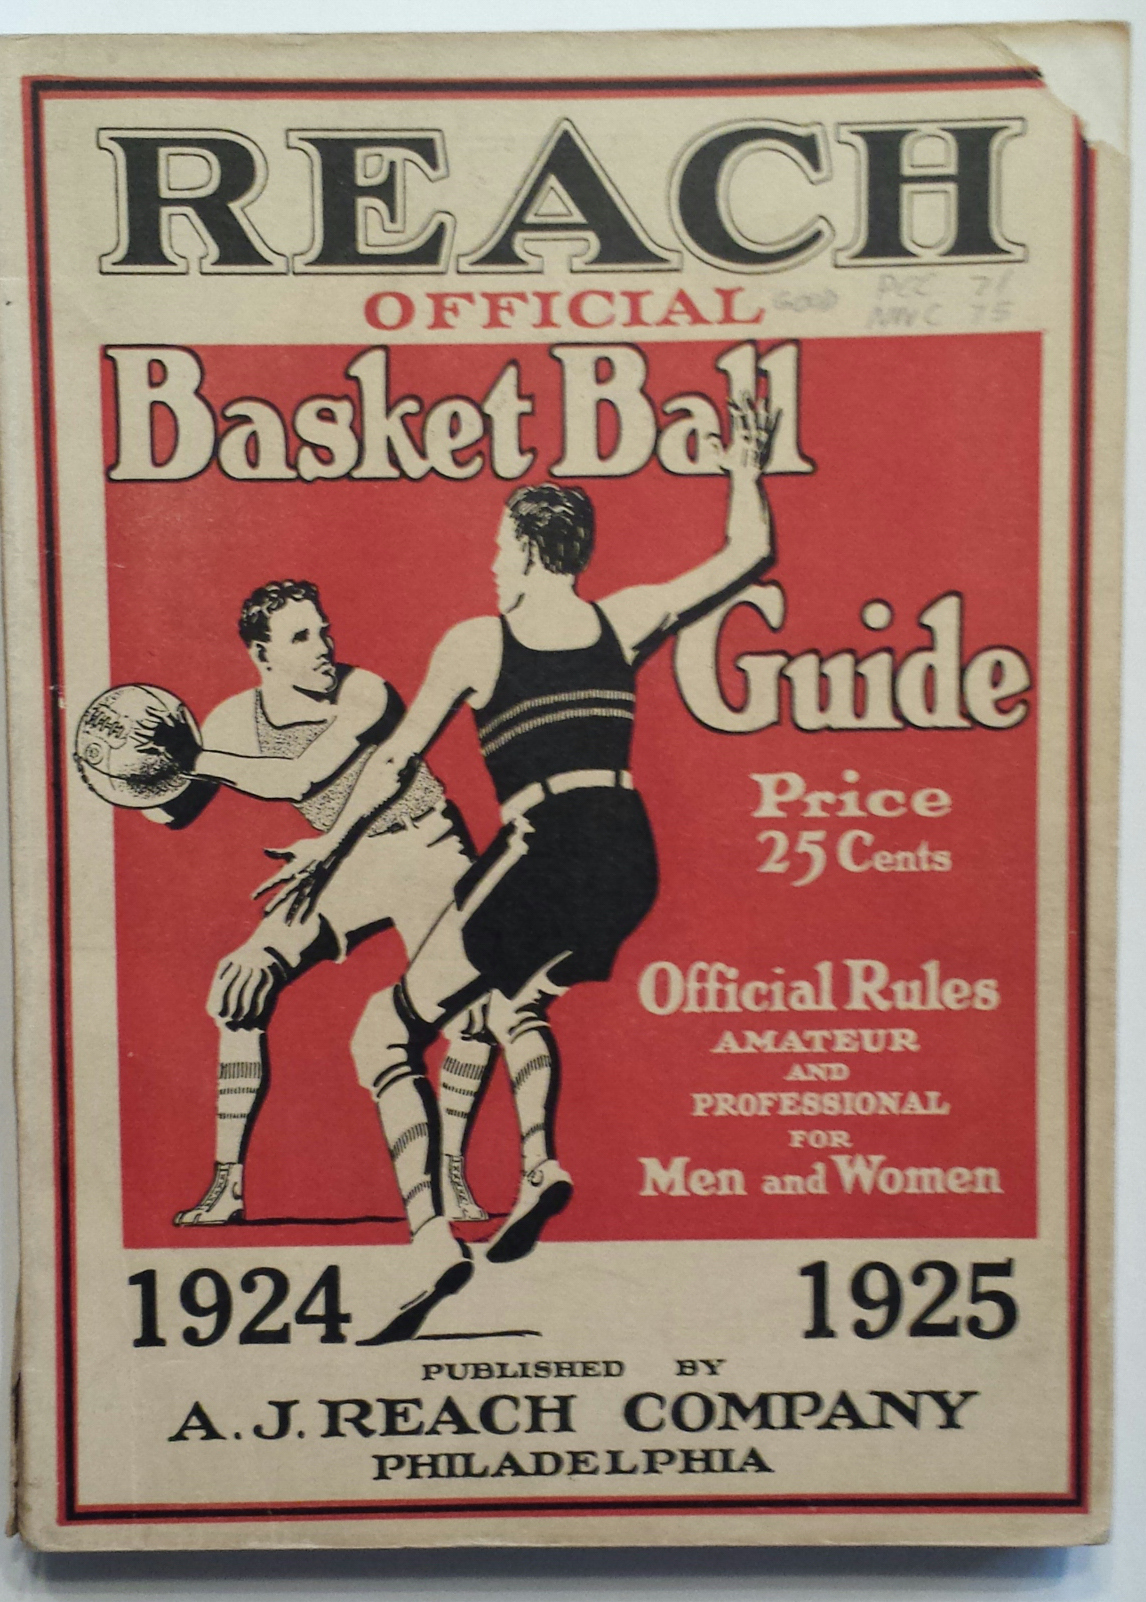 REACH
OFFICIAL
GOOD
Basket Ball
Guide
Price
25 Cents
Official Rules
AMATEUR
AND
PROFESSIONAL
FOR
Men and Women
1924 1925
PUBLISHED BY
A. J. REACH COMPANY
PHILADELPHIA